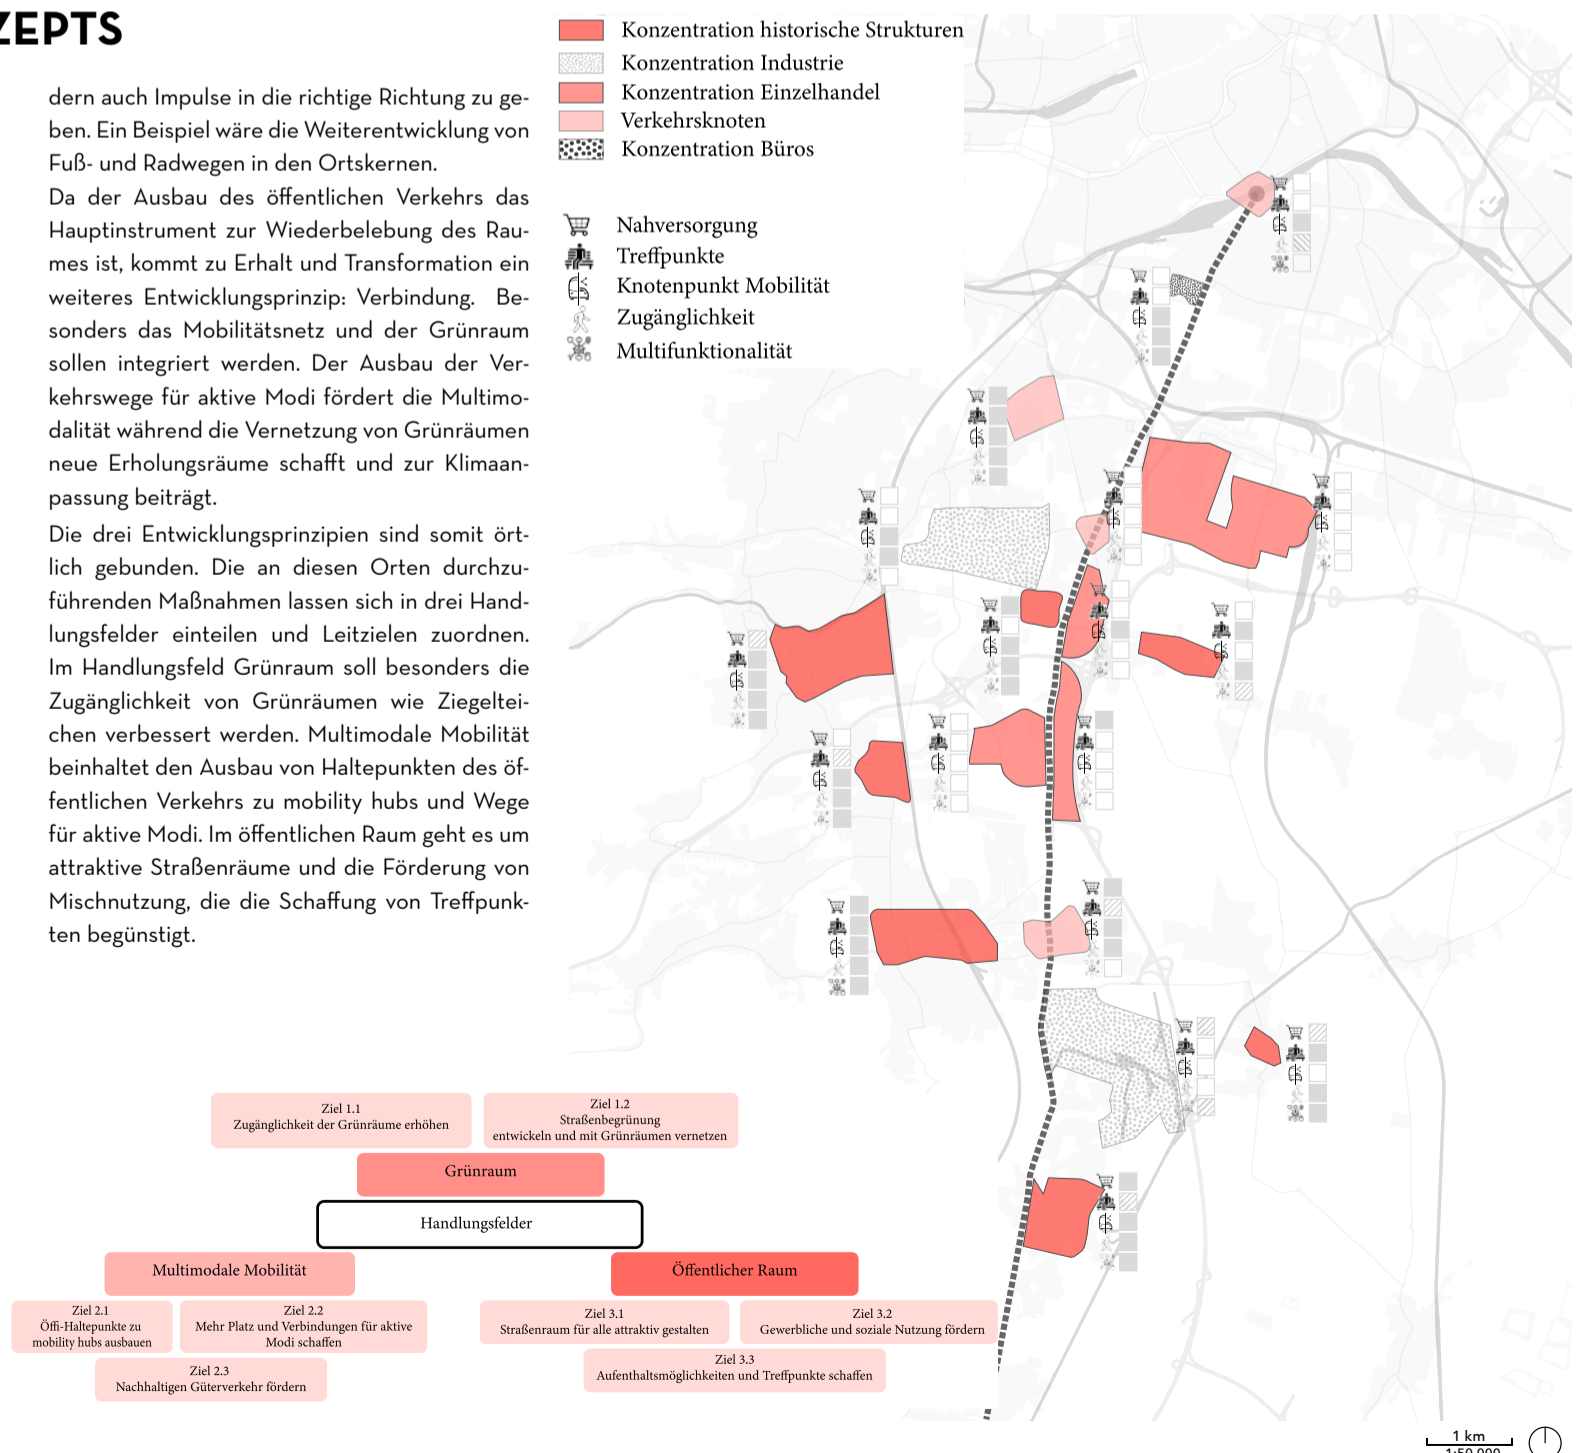 ZEPTS
dern auch Impulse in die richtige Richtung zu ge-
ben. Ein Beispiel wäre die Weiterentwicklung von
Fuß- und Radwegen in den Ortskernen.
Da der Ausbau des öffentlichen Verkehrs das
Hauptinstrument zur Wiederbelebung des Rau-
mes ist, kommt zu Erhalt und Transformation ein
weiteres Entwicklungsprinzip: Verbindung. Be-
sonders das Mobilitätsnetz und der Grünraum
sollen integriert werden. Der Ausbau der Ver-
kehrswege für aktive Modi fördert die Multimo-
dalität während die Vernetzung von Grünräumen
neue Erholungsräume schafft und zur Klimaan-
passung beiträgt.
Die drei Entwicklungsprinzipien sind somit ört-
lich gebunden. Die an diesen Orten durchzu-
führenden Maßnahmen lassen sich in drei Hand-
lungsfelder einteilen und Leitzielen zuordnen.
Im Handlungsfeld Grünraum soll besonders die
Zugänglichkeit von Grünräumen wie Ziegeltei-
chen verbessert werden. Multimodale Mobilität
beinhaltet den Ausbau von Haltepunkten des öf-
fentlichen Verkehrs zu mobility hubs und Wege
für aktive Modi. Im öffentlichen Raum geht es um
attraktive Straßenräume und die Förderung von
Mischnutzung, die die Schaffung von Treffpunk-
ten begünstigt.
Konzentration historische Strukturen
Konzentration Industrie
Konzentration Einzelhandel
Verkehrsknoten
Konzentration Büros
Nahversorgung
Treffpunkte
Knotenpunkt Mobilität
Zugänglichkeit
Multifunktionalität
Ziel 1.1
Zugänglichkeit der Grünräume erhöhen
Ziel 1.2
Straßenbegrünung
entwickeln und mit Grünräumen vernetzen
Grünraum
Handlungsfelder
Multimodale Mobilität
Öffentlicher Raum
Ziel 2.1
Öffi-Haltepunkte zu
mobility hubs ausbauen
Ziel 2.2
Mehr Platz und Verbindungen für aktive
Modi schaffen
Ziel 2.3
Nachhaltigen Güterverkehr fördern
Ziel 3.1
Straßenraum für alle attraktiv gestalten
Ziel 3.2
Gewerbliche und soziale Nutzung fördern
Ziel 3.3
Aufenthaltsmöglichkeiten und Treffpunkte schaffen
1 km
1:50 000